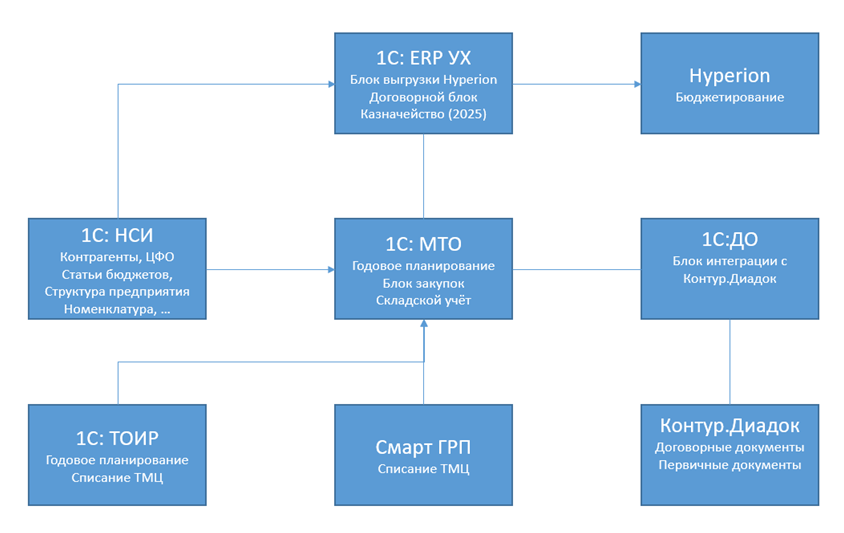 1С: ERP УХ
Блок выгрузки Hyperion
Договорной блок
Казначейство (2025)
Hyperion
Бюджетирование
1С: НСИ
Контрагенты, ЦФО
Статьи бюджетов,
Структура предприятия
Номенклатура, ...
1С: МТО
Годовое планирование
Блок закупок
Складской учёт
1С:ДО
Блок интеграции с
Контур.Диадок
1С: ТОИР
Годовое планирование
Списание ТМЦ
Смарт ГРП
Списание ТМЦ
Контур.Диадок
Договорные документы
Первичные документы